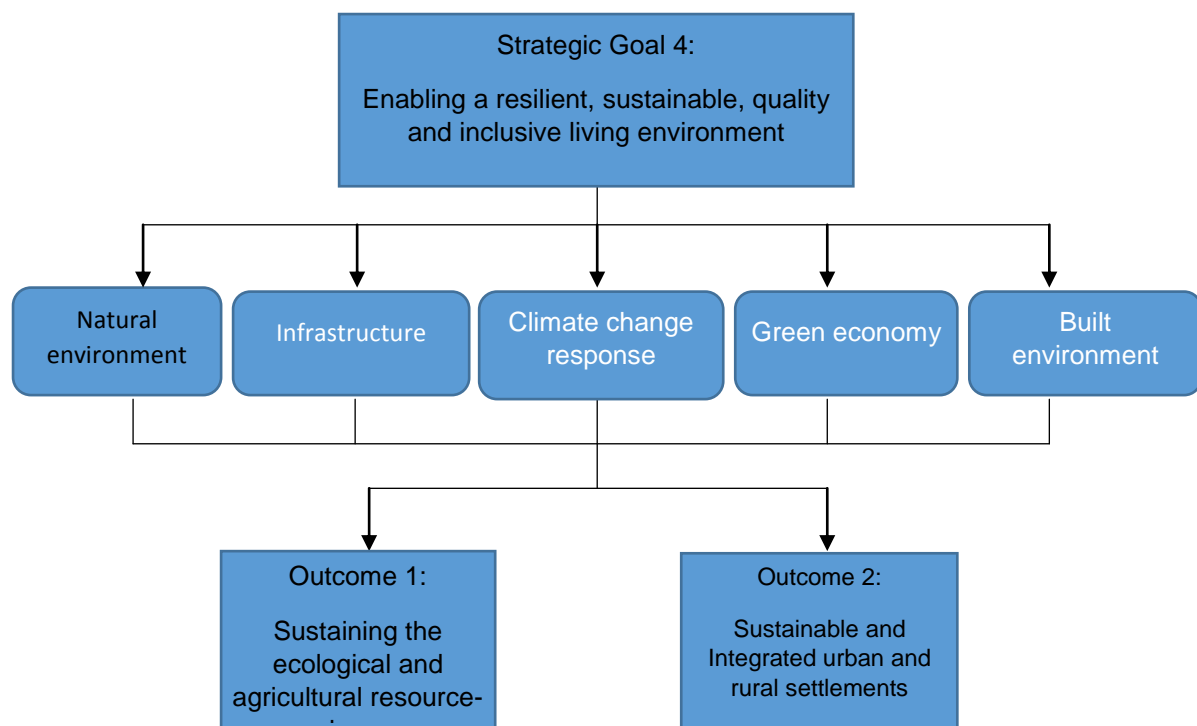 Strategic Goal 4:
Enabling a resilient, sustainable, quality
and inclusive living environment
Natural
environment
Infrastructure
Climate change
response
Green economy
Built
environment
Outcome 1:
Sustaining the
ecological and
agricultural resource-
Outcome 2:
Sustainable and
Integrated urban and
rural settlements